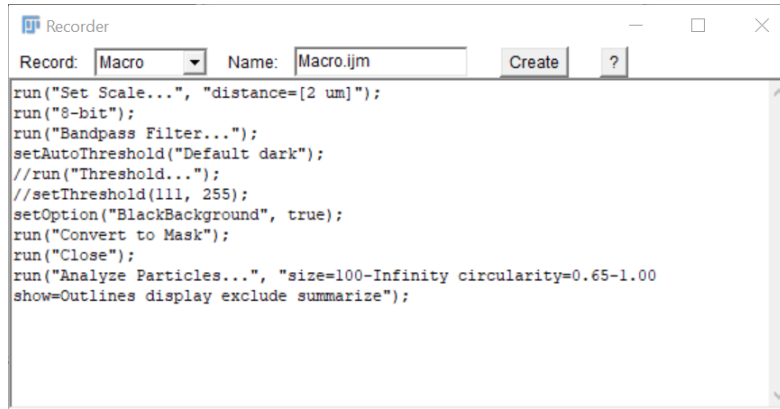 Recorder
Record: Macro Name: Macro.ijm Create ?
run("Set Scale...", "distance=[2 um]");
run("8-bit");
run("Bandpass Filter...");
setAutoThreshold("Default dark");
//run("Threshold...");
//setThreshold(111, 255);
setOption("BlackBackground", true);
run("Convert to Mask");
run("Close");
run("Analyze Particles...", "size=100-Infinity circularity=0.65-1.00
show=Outlines display exclude summarize");